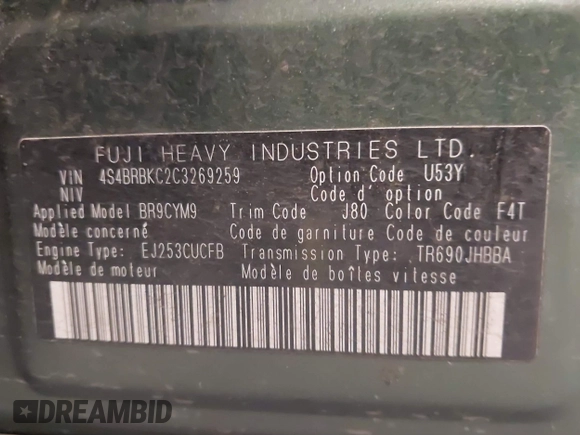 FUJI HEAVY INDUSTRIES LTD.
VIN 4S4BRBKC2C3269259 Option Code U53Y
NIV Code d' option
Applied Model BR9CYM9 Trim Code J80 Color Code F4T
Modèle concerné Code de garniture Code de couleur
Engine Type: EJ253CUCFB Transmission Type: TR690JHBBA
Modèle de moteur Modèle de boîtes vitesse
DREAMBID